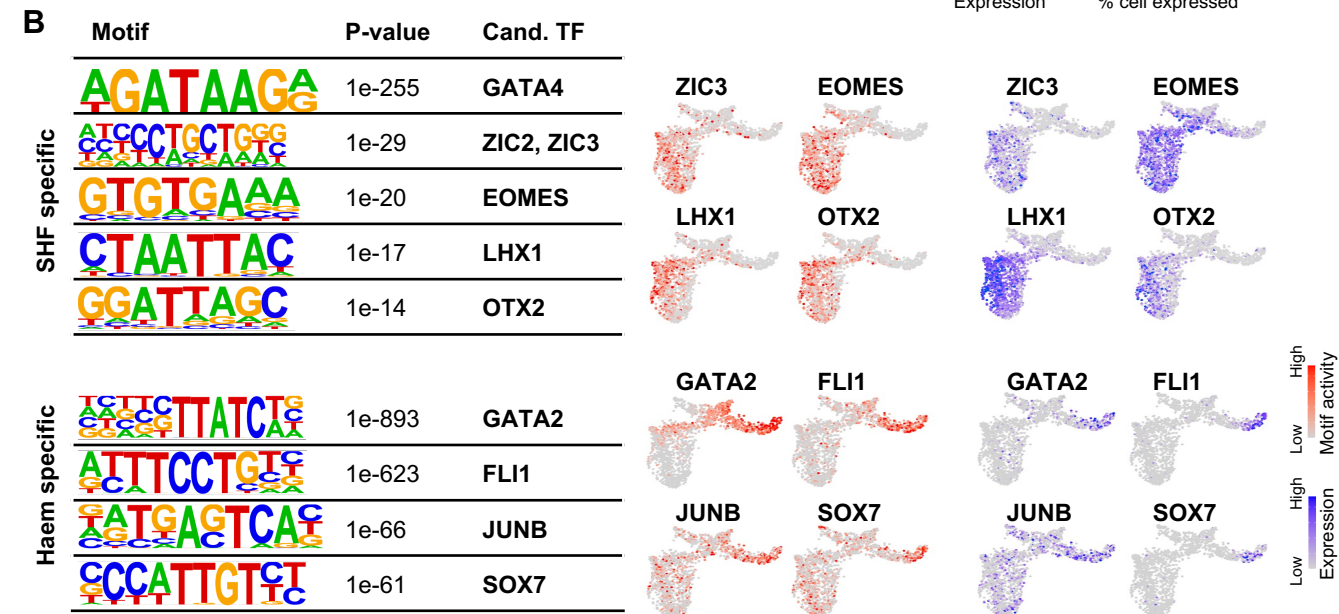 Expression % cell expressed
B
Motif P-value Cand. TF
SHF specific
AGATAAGA 1e-255 GATA4
1e-29 ZIC2, ZIC3
GTGTGAAA 1e-20 EOMES
CTAATTAC 1e-17 LHX1
GGATTAGC 1e-14 OTX2
ZIC3 EOMES ZIC3 EOMES
LHX1 OTX2 LHX1 OTX2
Haem specific
1e-893 GATA2
1e-623 FLI1
1e-66 JUNB
1e-61 SOX7
GATA2 FLI1 GATA2 FLI1
JUNB SOX7 JUNB SOX7
High
Low
Motif activity
High
Low
Expression